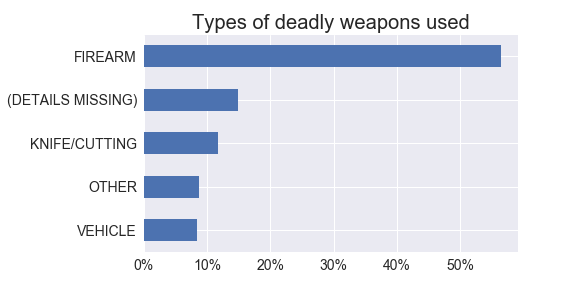 Types of deadly weapons used
FIREARM
(DETAILS MISSING)
KNIFE/CUTTING
OTHER
VEHICLE
0% 10% 20% 30% 40% 50%